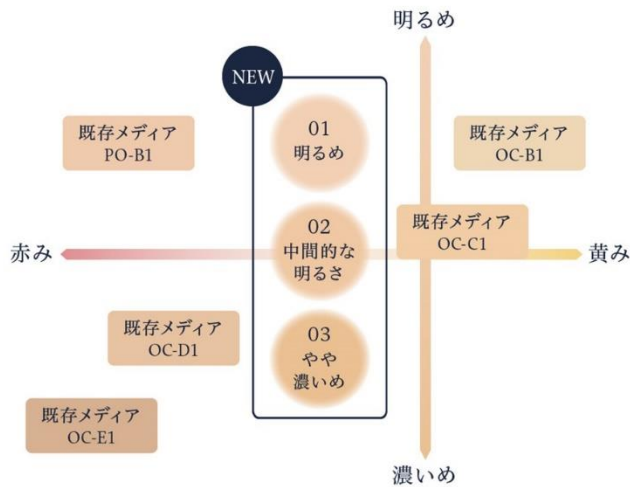 明るめ
NEW
01
明るめ
既存メディア
PO-B1
既存メディア
OC-B1
02
中間的な
明るさ
既存メディア
OC-C1
赤み
黄み
既存メディア
OC-D1
03
やや
濃いめ
既存メディア
OC-E1
濃いめ